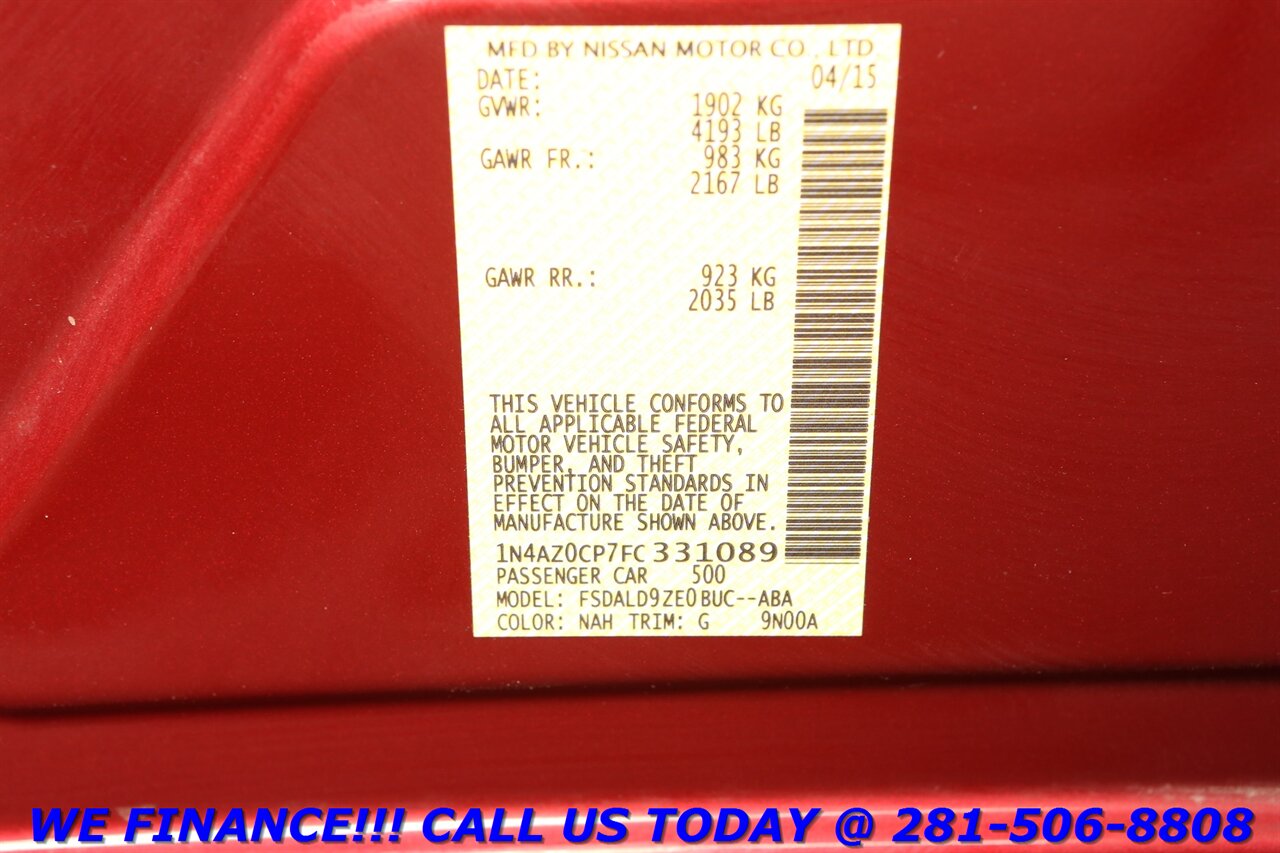 MFD BY NISSAN MOTOR CO., LTD.
DATE: 04/15
GVWR: 1902 KG
4193 LB
GAWR FR.: 983 KG
2167 LB
GAWR RR.: 923 KG
2035 LB
THIS VEHICLE CONFORMS TO
ALL APPLICABLE FEDERAL
MOTOR VEHICLE SAFETY,
BUMPER, AND THEFT
PREVENTION STANDARDS IN
EFFECT ON THE DATE OF
MANUFACTURE SHOWN ABOVE.
1N4AZ0CP7FC331089
PASSENGER CAR 500
MODEL: FSDALD9ZE0BUC--ABA
COLOR: NAH TRIM: G 9N00A
WE FINANCE!!! CALL US TODAY @ 281-506-8808